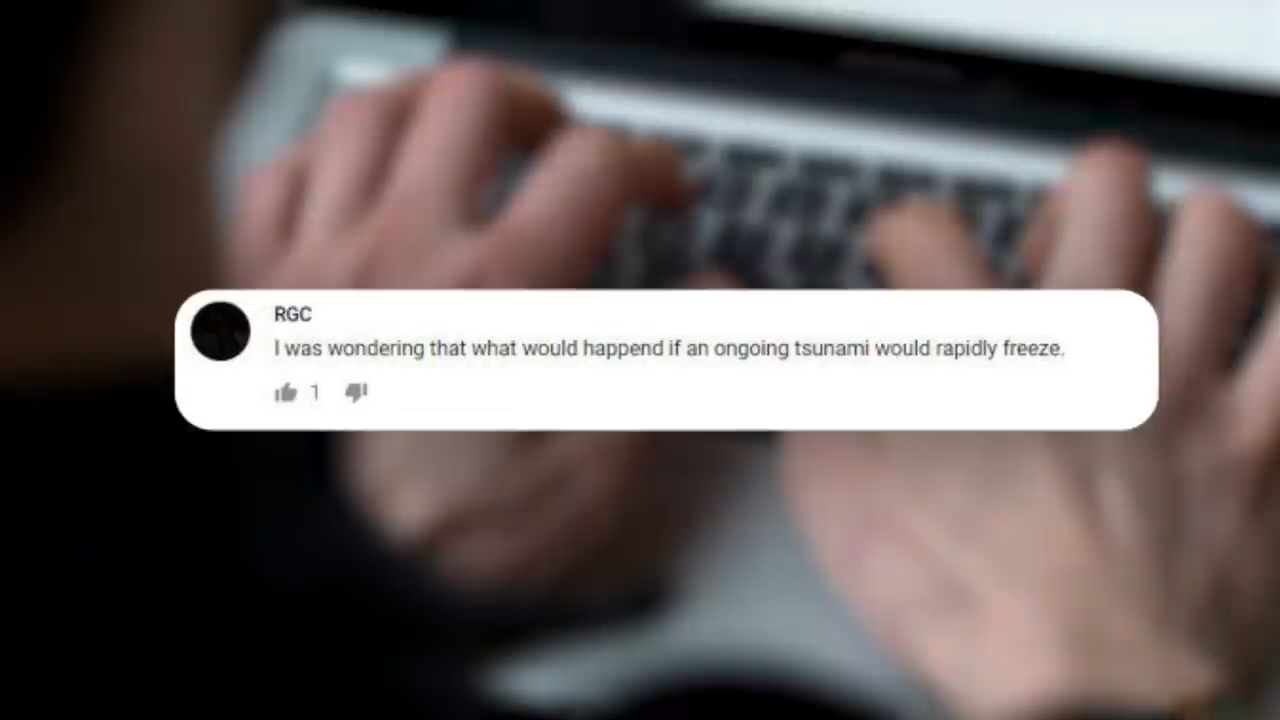 RGC
I was wondering that what would happend if an ongoing tsunami would rapidly freeze.
1